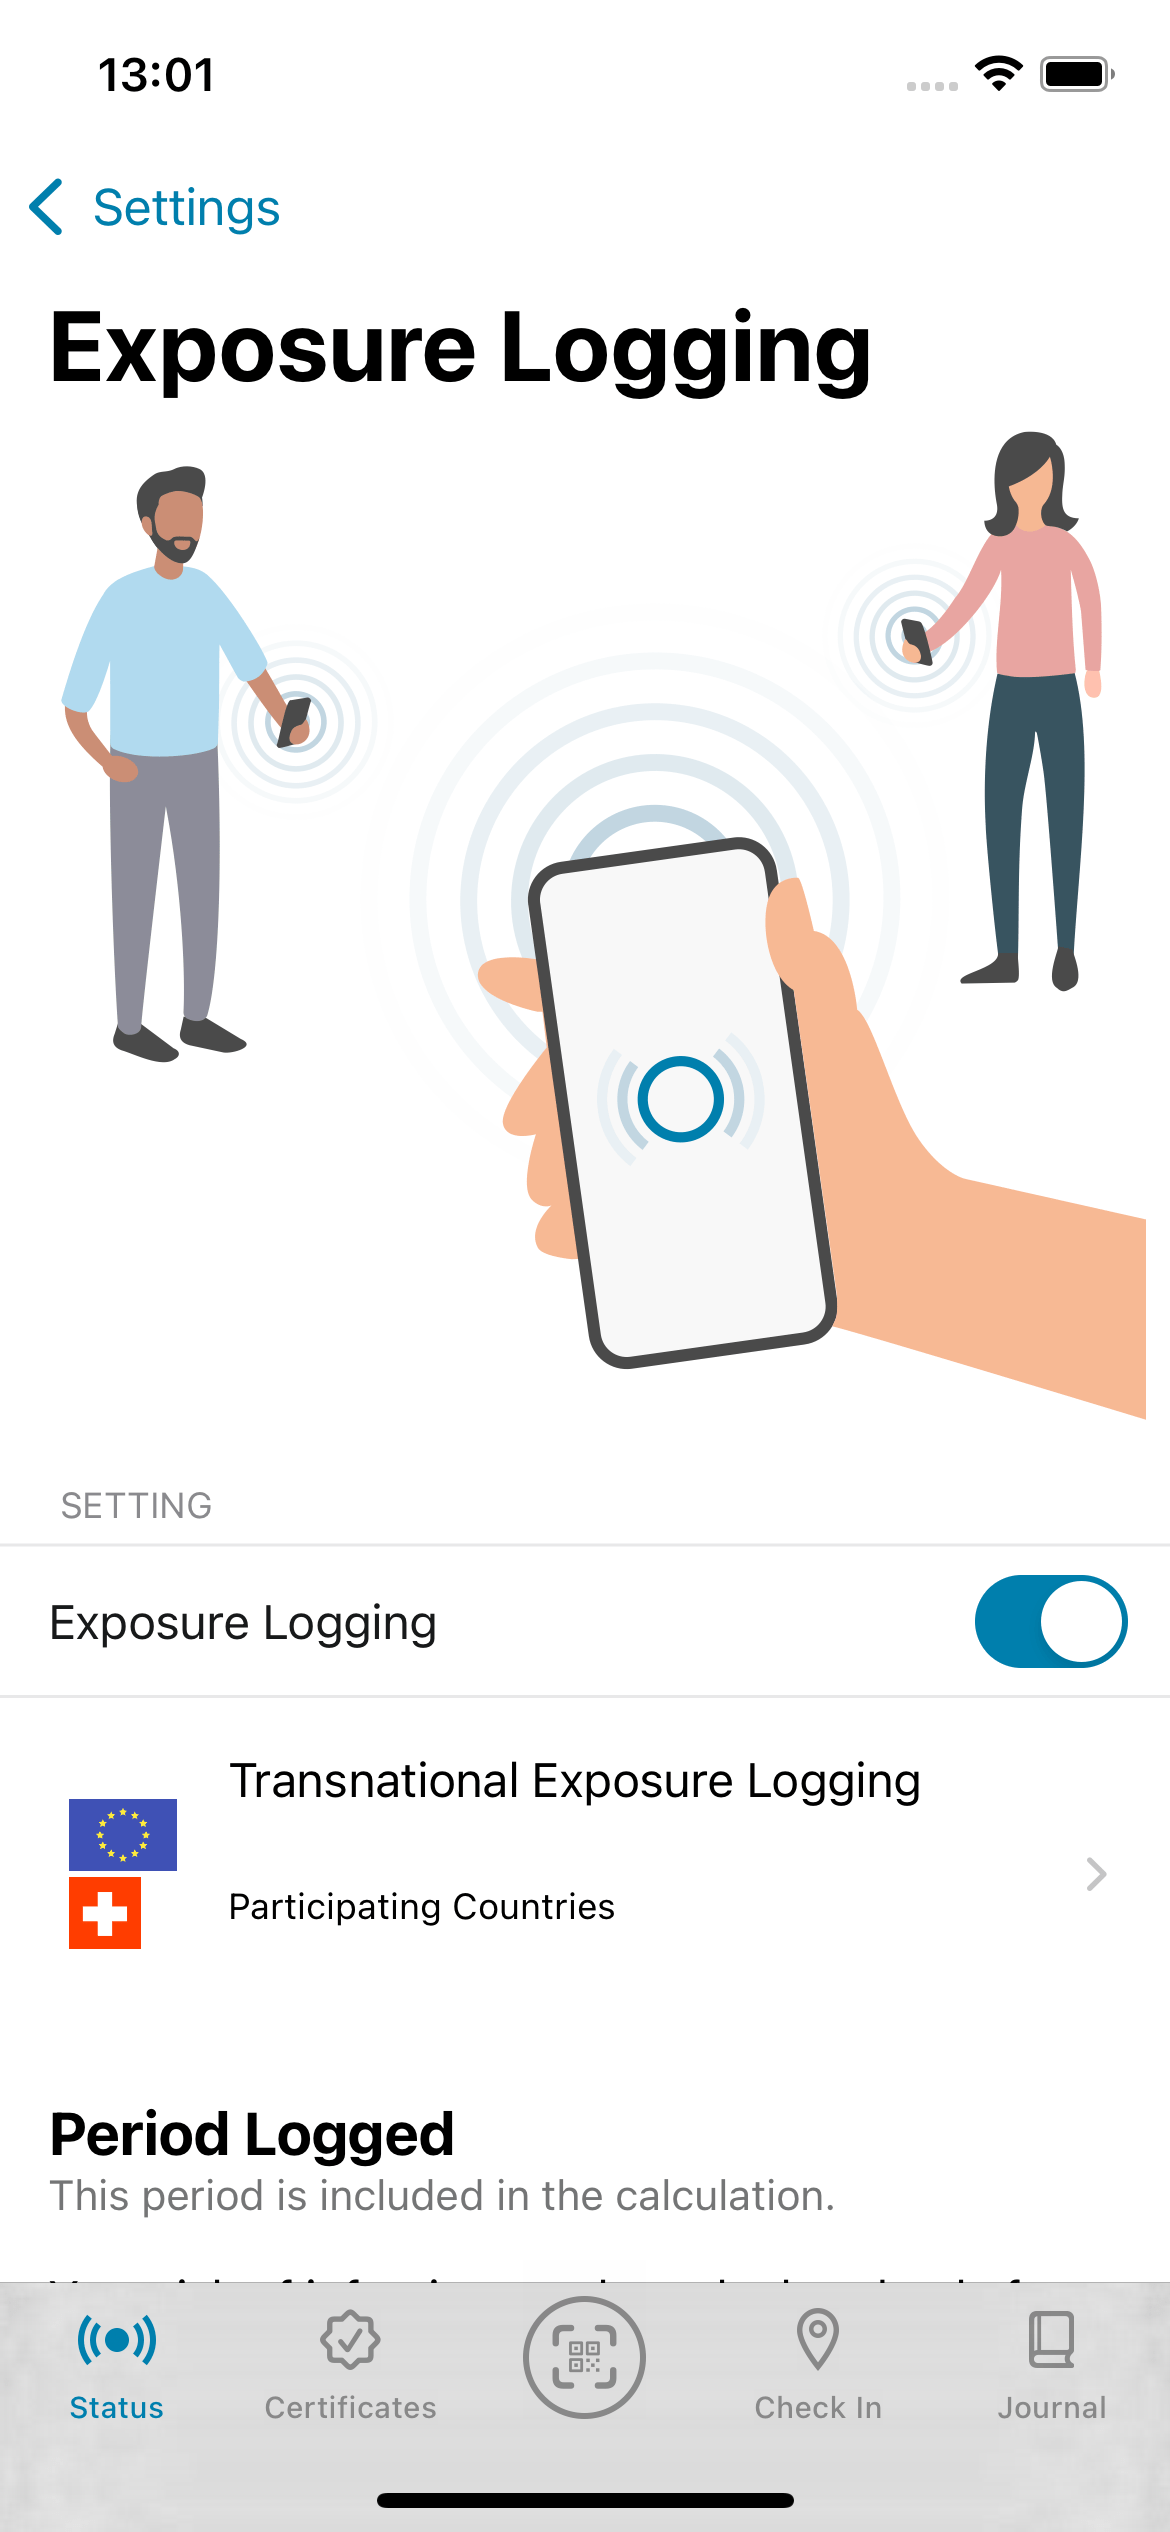 13:01
Settings
Exposure Logging
SETTING
Exposure Logging
Transnational Exposure Logging
Participating Countries
Period Logged
This period is included in the calculation.
Status
Certificates
Check In
Journal